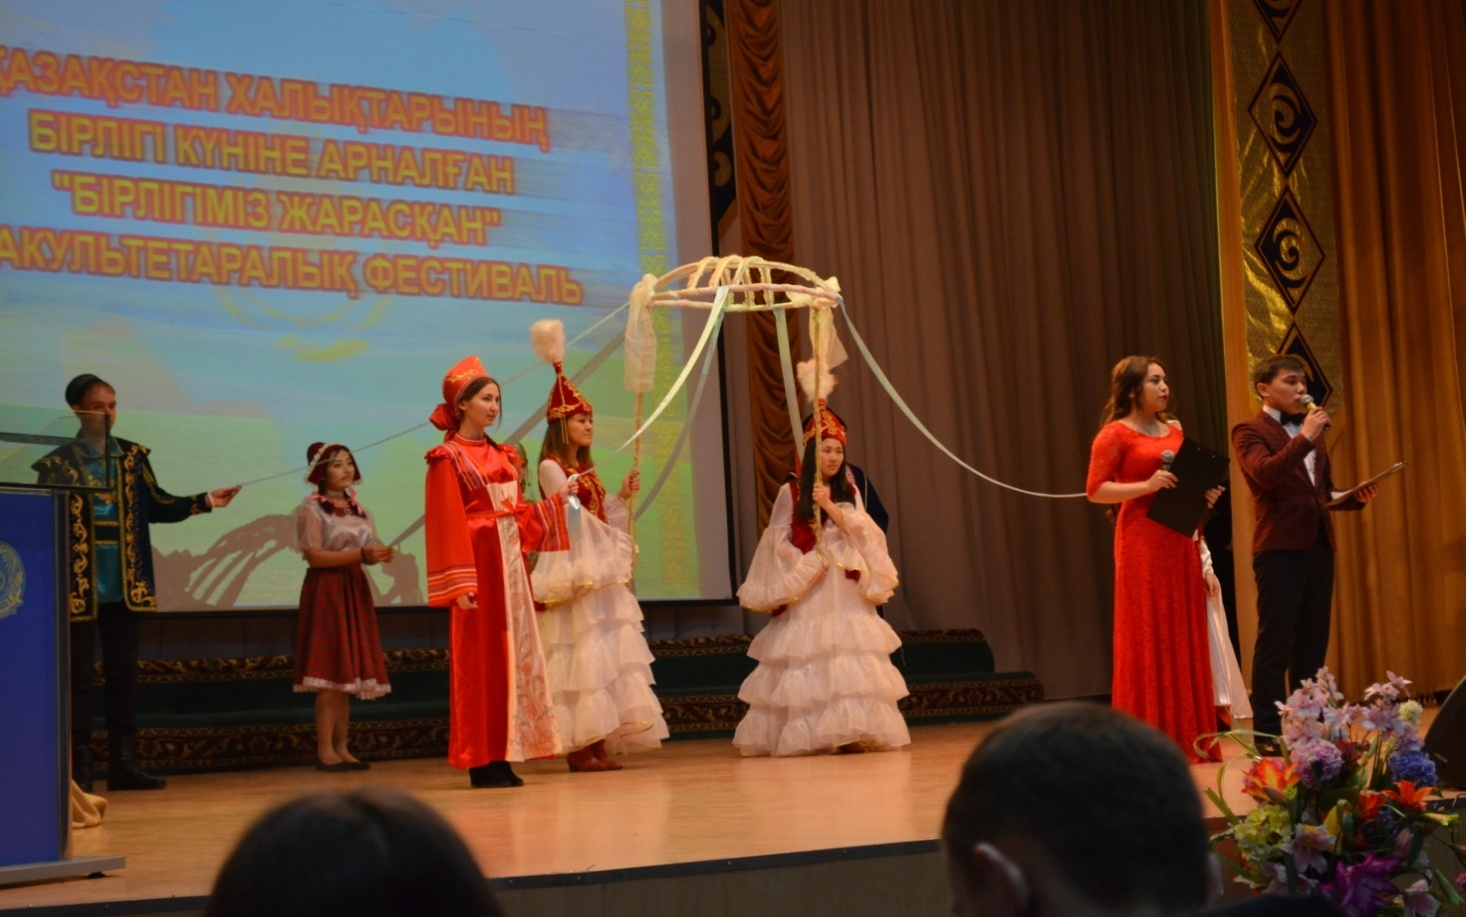 ҚАЗАҚСТАН ХАЛЫҚТАРЫНЫҢ
БІРЛІГІ КҮНІНЕ АРНАЛҒАН
"БІРЛІГІМІЗ ЖАРАСҚАН"
АКУЛЬТЕТАРАЛЫҚ ФЕСТИВАЛЬ